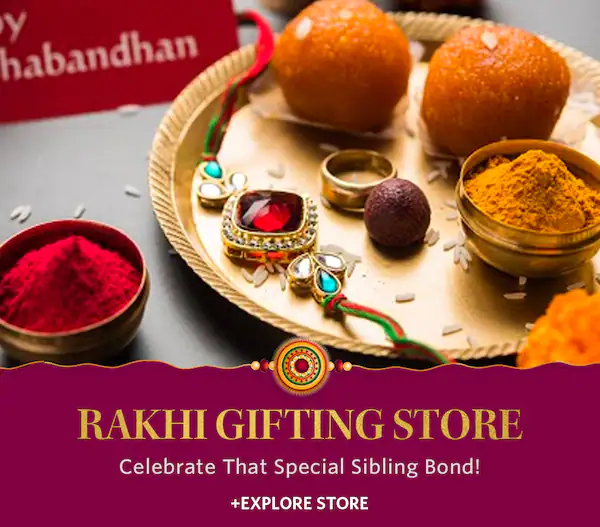 habandhan
RAKHI GIFTING STORE
Celebrate That Special Sibling Bond!
+EXPLORE STORE